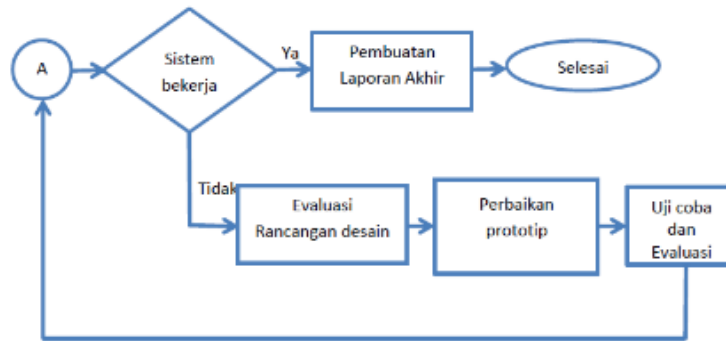 A
Sistem
bekerja
Ya
Pembuatan
Laporan Akhir
Selesai
Tidak
Evaluasi
Rancangan desain
Perbaikan
prototip
Uji coba
dan
Evaluasi